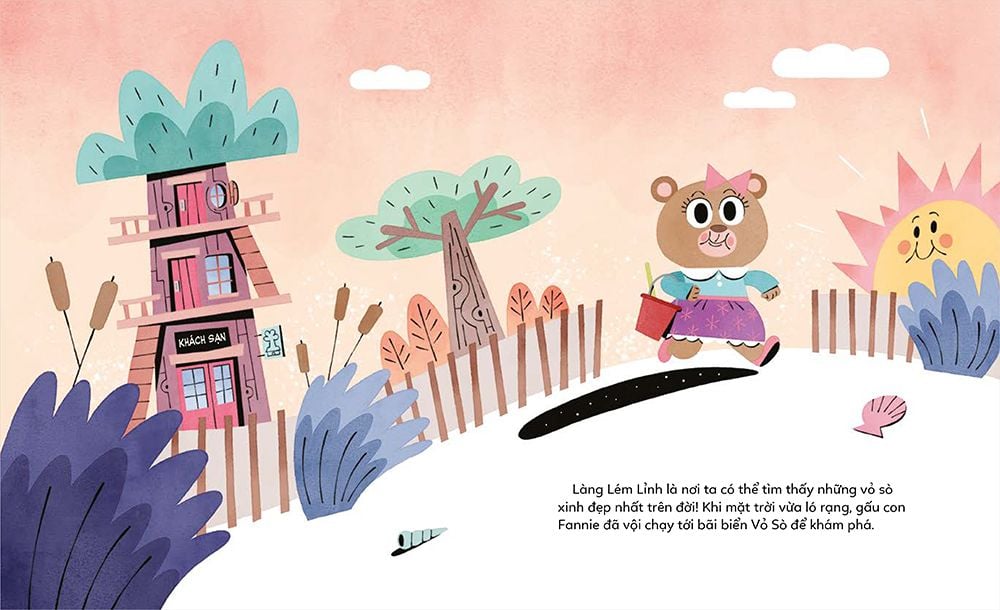 KHÁCH SẠN
Làng Lém Lỉnh là nơi ta có thể tìm thấy những vỏ sò
xinh đẹp nhất trên đời! Khi mặt trời vừa ló rạng, gấu con
Fannie đã vội chạy tới bãi biển Vỏ Sò để khám phá.